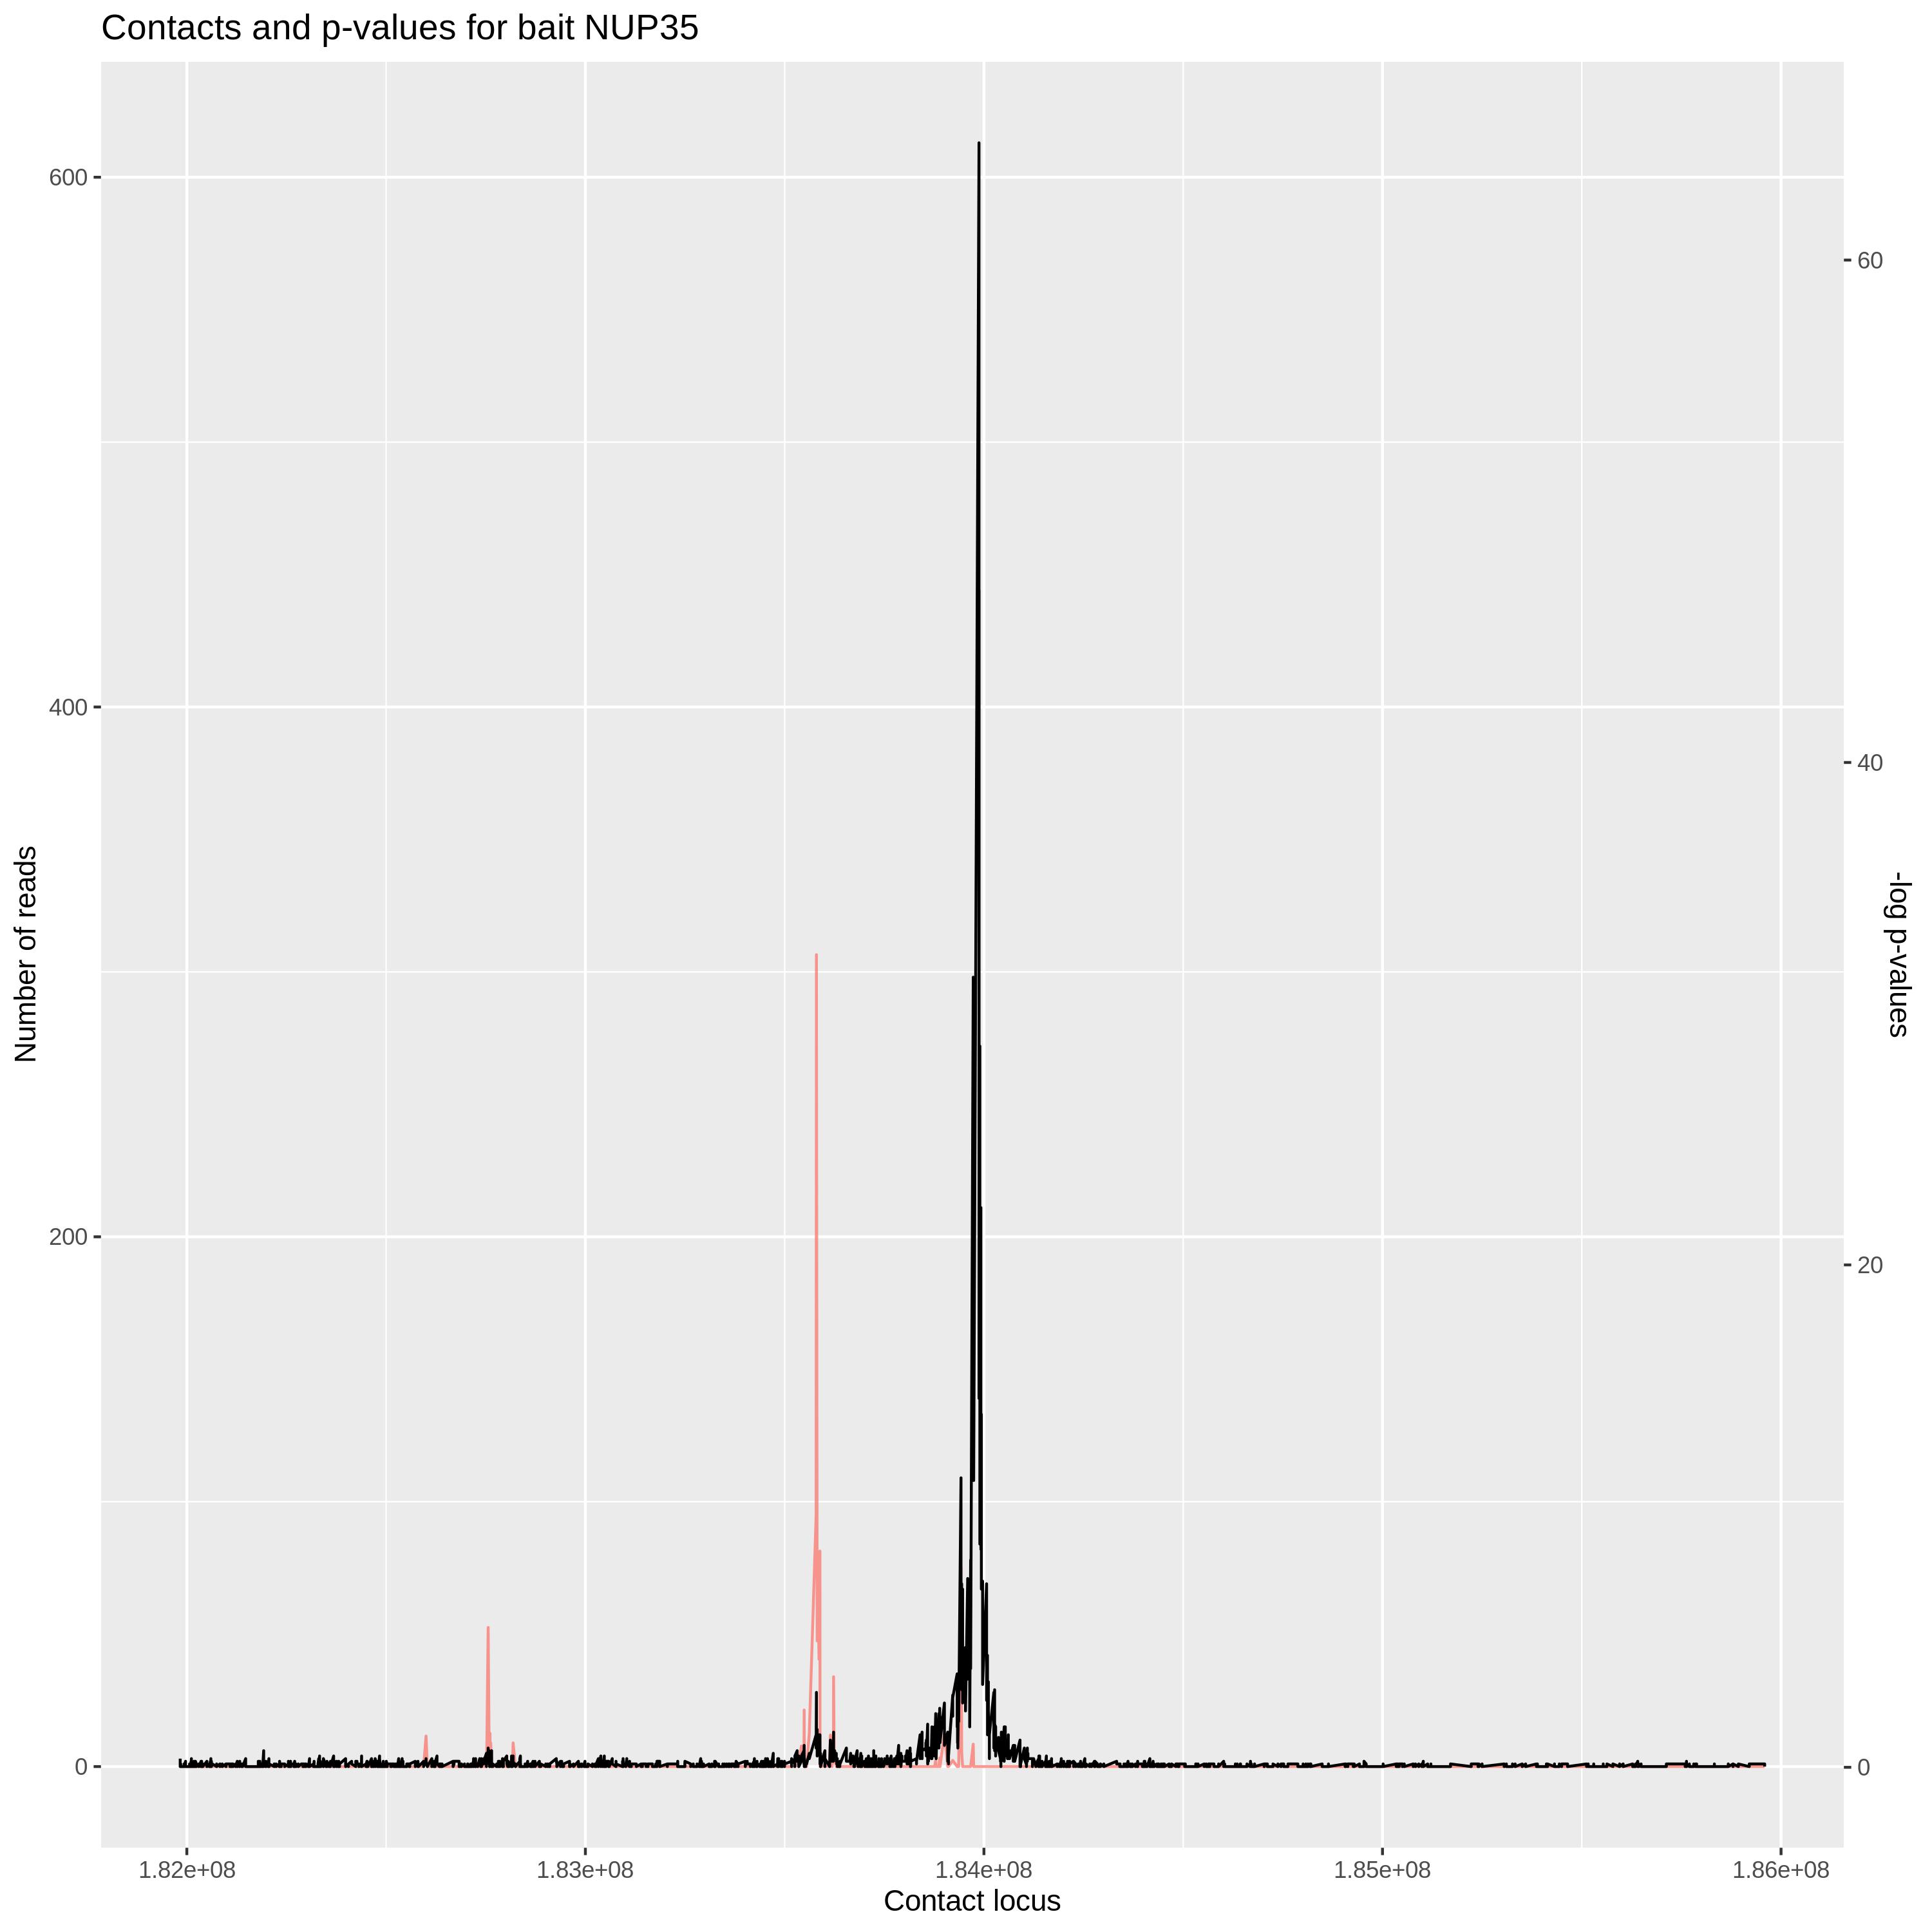 Contacts and p-values for bait NUP35
Number of reads
600
400
200
0
60
40
20
0
-log p-values
1.82e+08
1.83e+08
1.84e+08
1.85e+08
1.86e+08
Contact locus